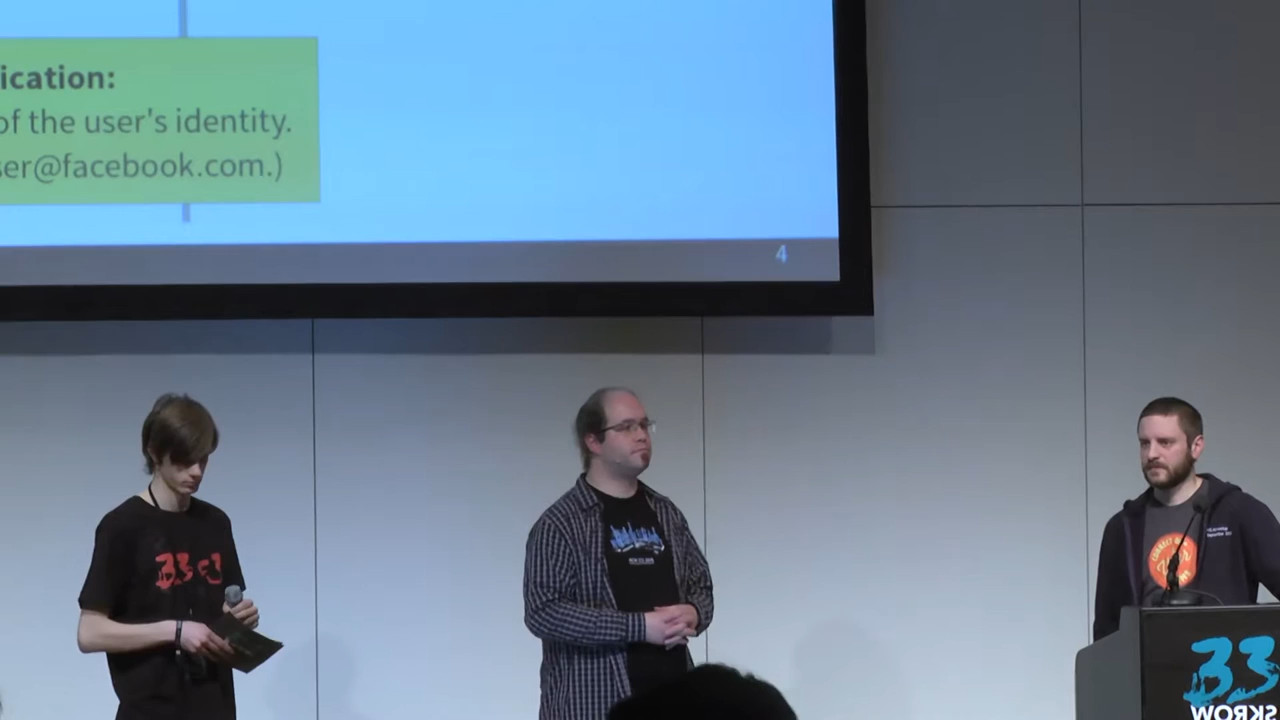 ication:
of the user's identity.
ser@facebook.com.)
4
33c3
33
SKROW